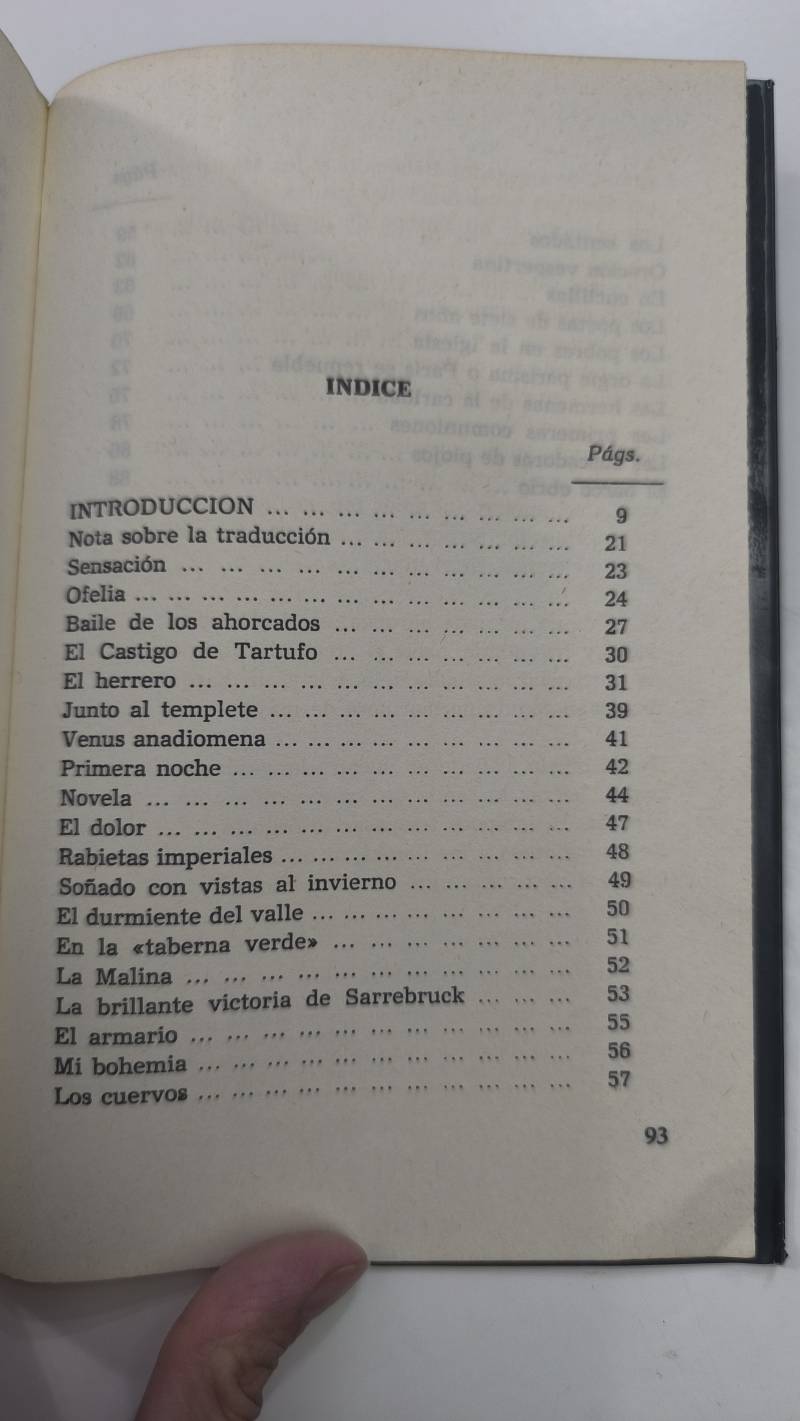 INDICE
Págs.
INTRODUCCION ... ... ... ... ... ... ... ... ... 9
Nota sobre la traducción ... ... ... ... ... ... ... 21
Sensación ... ... ... ... ... ... ... ... ... ... ... 23
Ofelia ... ... ... ... ... ... ... ... ... ... ... ... ... 24
Baile de los ahorcados ... ... ... ... ... ... ... 27
El Castigo de Tartufo ... ... ... ... ... ... ... 30
El herrero ... ... ... ... ... ... ... ... ... ... ... 31
Junto al templete ... ... ... ... ... ... ... ... ... 39
Venus anadiomena ... ... ... ... ... ... ... ... ... 41
Primera noche ... ... ... ... ... ... ... ... ... ... 42
Novela ... ... ... ... ... ... ... ... ... ... ... ... 44
El dolor ... ... ... ... ... ... ... ... ... ... ... ... 47
Rabietas imperiales ... ... ... ... ... ... ... ... ... 48
Soñado con vistas al invierno ... ... ... ... ... 49
El durmiente del valle ... ... ... ... ... ... ... ... 50
En la «taberna verde» ... ... ... ... ... ... ... 51
La Malina ... ... ... ... ... ... ... ... ... ... ... 52
La brillante victoria de Sarrebruck ... ... ... 53
El armario ... ... ... ... ... ... ... ... ... ... ... 55
Mi bohemia ... ... ... ... ... ... ... ... ... ... ... 56
Los cuervos ... ... ... ... ... ... ... ... ... ... ... 57
93